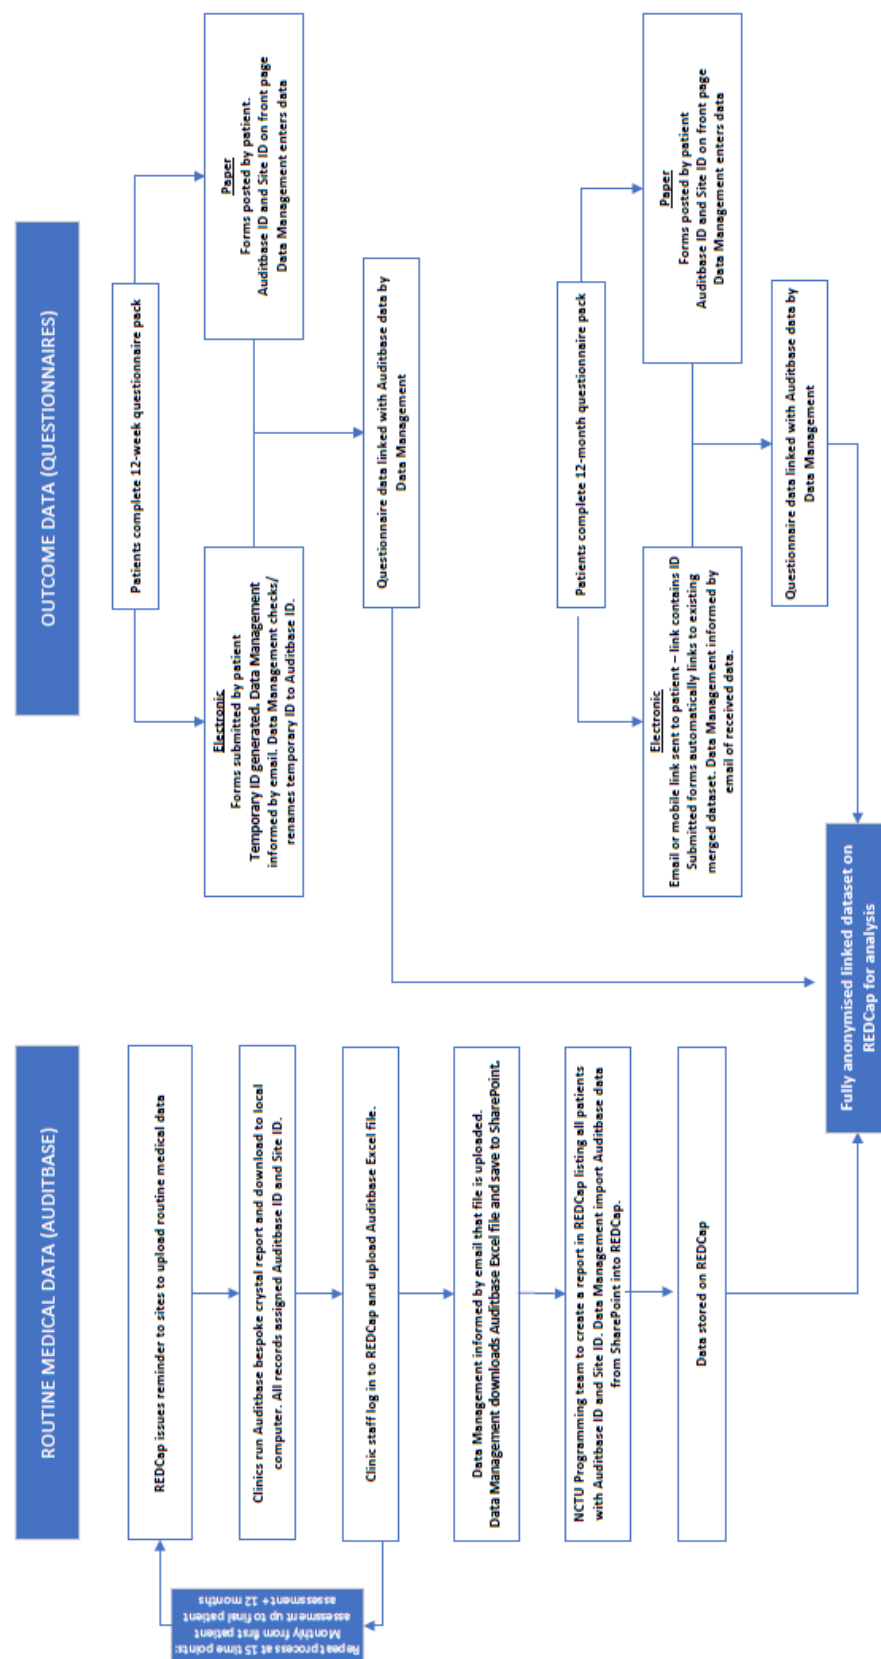 ROUTINE MEDICAL DATA (AUDITBASE)
REDCap issues reminder to sites to upload routine medical data
Clinics run Auditbase bespoke crystal report and download to local
computer. All records assigned Auditbase ID and Site ID.
Clinic staff log in to REDCap and upload Auditbase Excel file.
Data Management informed by email that file is uploaded.
Data Management downloads Auditbase Excel file and save to SharePoint.
NCTU Programming team to create a report in REDCap listing all patients
with Auditbase ID and Site ID. Data Management import Auditbase data
from SharePoint into REDCap.
Data stored on REDCap
Repeat process at 15 time points:
Monthly from first patient
assessment up to final patient
assessment + 12 months
OUTCOME DATA (QUESTIONNAIRES)
Patients complete 12-week questionnaire pack
Electronic
Forms submitted by patient
Temporary ID generated. Data Management
informed by email. Data Management checks/
renames temporary ID to Auditbase ID.
Paper
Forms posted by patient.
Auditbase ID and Site ID on front page
Data Management enters data
Questionnaire data linked with Auditbase data by
Data Management
Patients complete 12-month questionnaire pack
Electronic
Email or mobile link sent to patient – link contains ID
Submitted forms automatically links to existing
merged dataset. Data Management informed by
email of received data.
Paper
Forms posted by patient
Auditbase ID and Site ID on front page
Data Management enters data
Questionnaire data linked with Auditbase data by
Data Management
Fully anonymised linked dataset on
REDCap for analysis